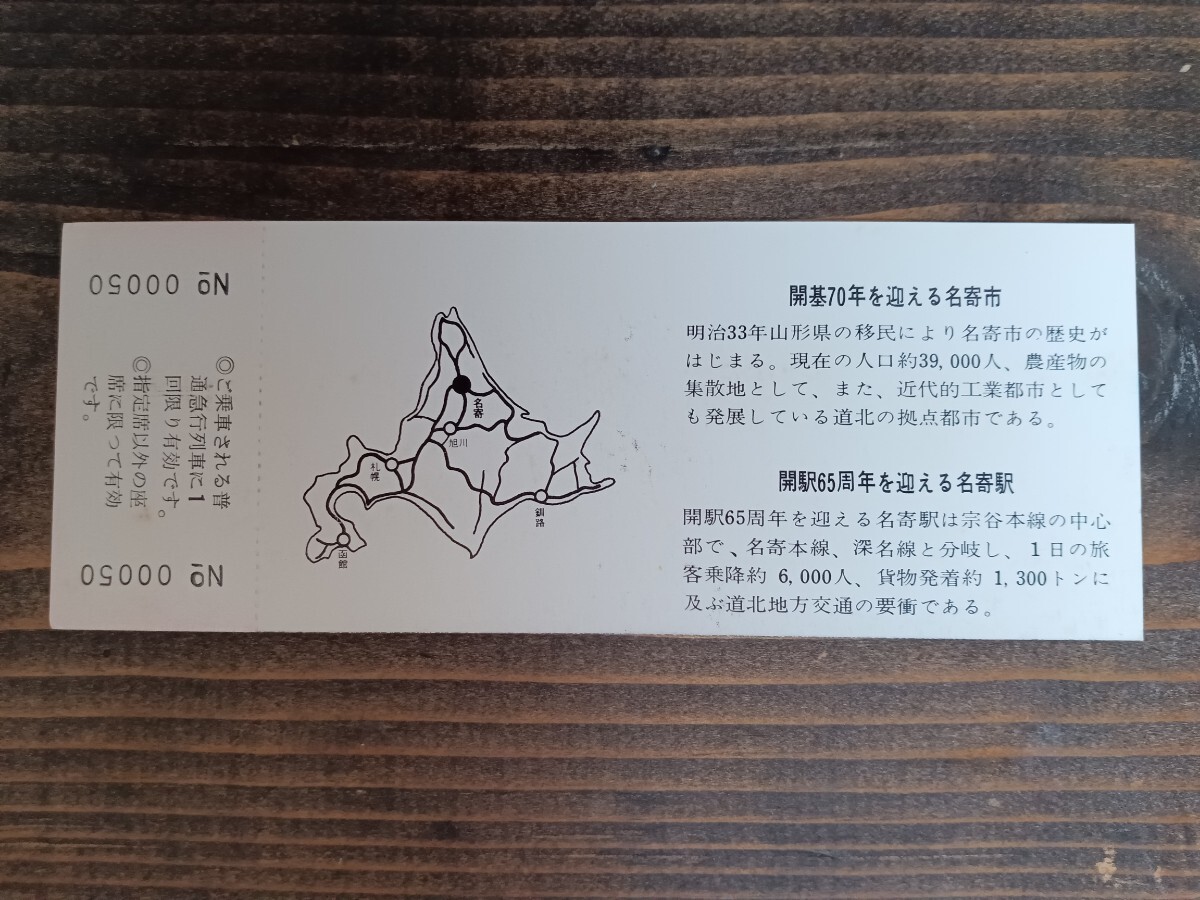 開基70年を迎える名寄市
明治33年山形県の移民により名寄市の歴史が
はじまる。現在の人口約39,000人、農産物の
集散地として、また、近代的工業都市として
も発展している道北の拠点都市である。
開駅65周年を迎える名寄駅
開駅65周年を迎える名寄駅は宗谷本線の中心
部で、名寄本線、深名線と分岐し、1日の旅
客乗降約 6,000人、貨物発着約 1,300トンに
及ぶ道北地方交通の要衝である。
名寄
旭川
札幌
釧路
函館
№ 00050
◎ご乗車される普
通急行列車に1
回限り有効です。
◎指定席以外の座
席に限って有効
です。
№ 00050